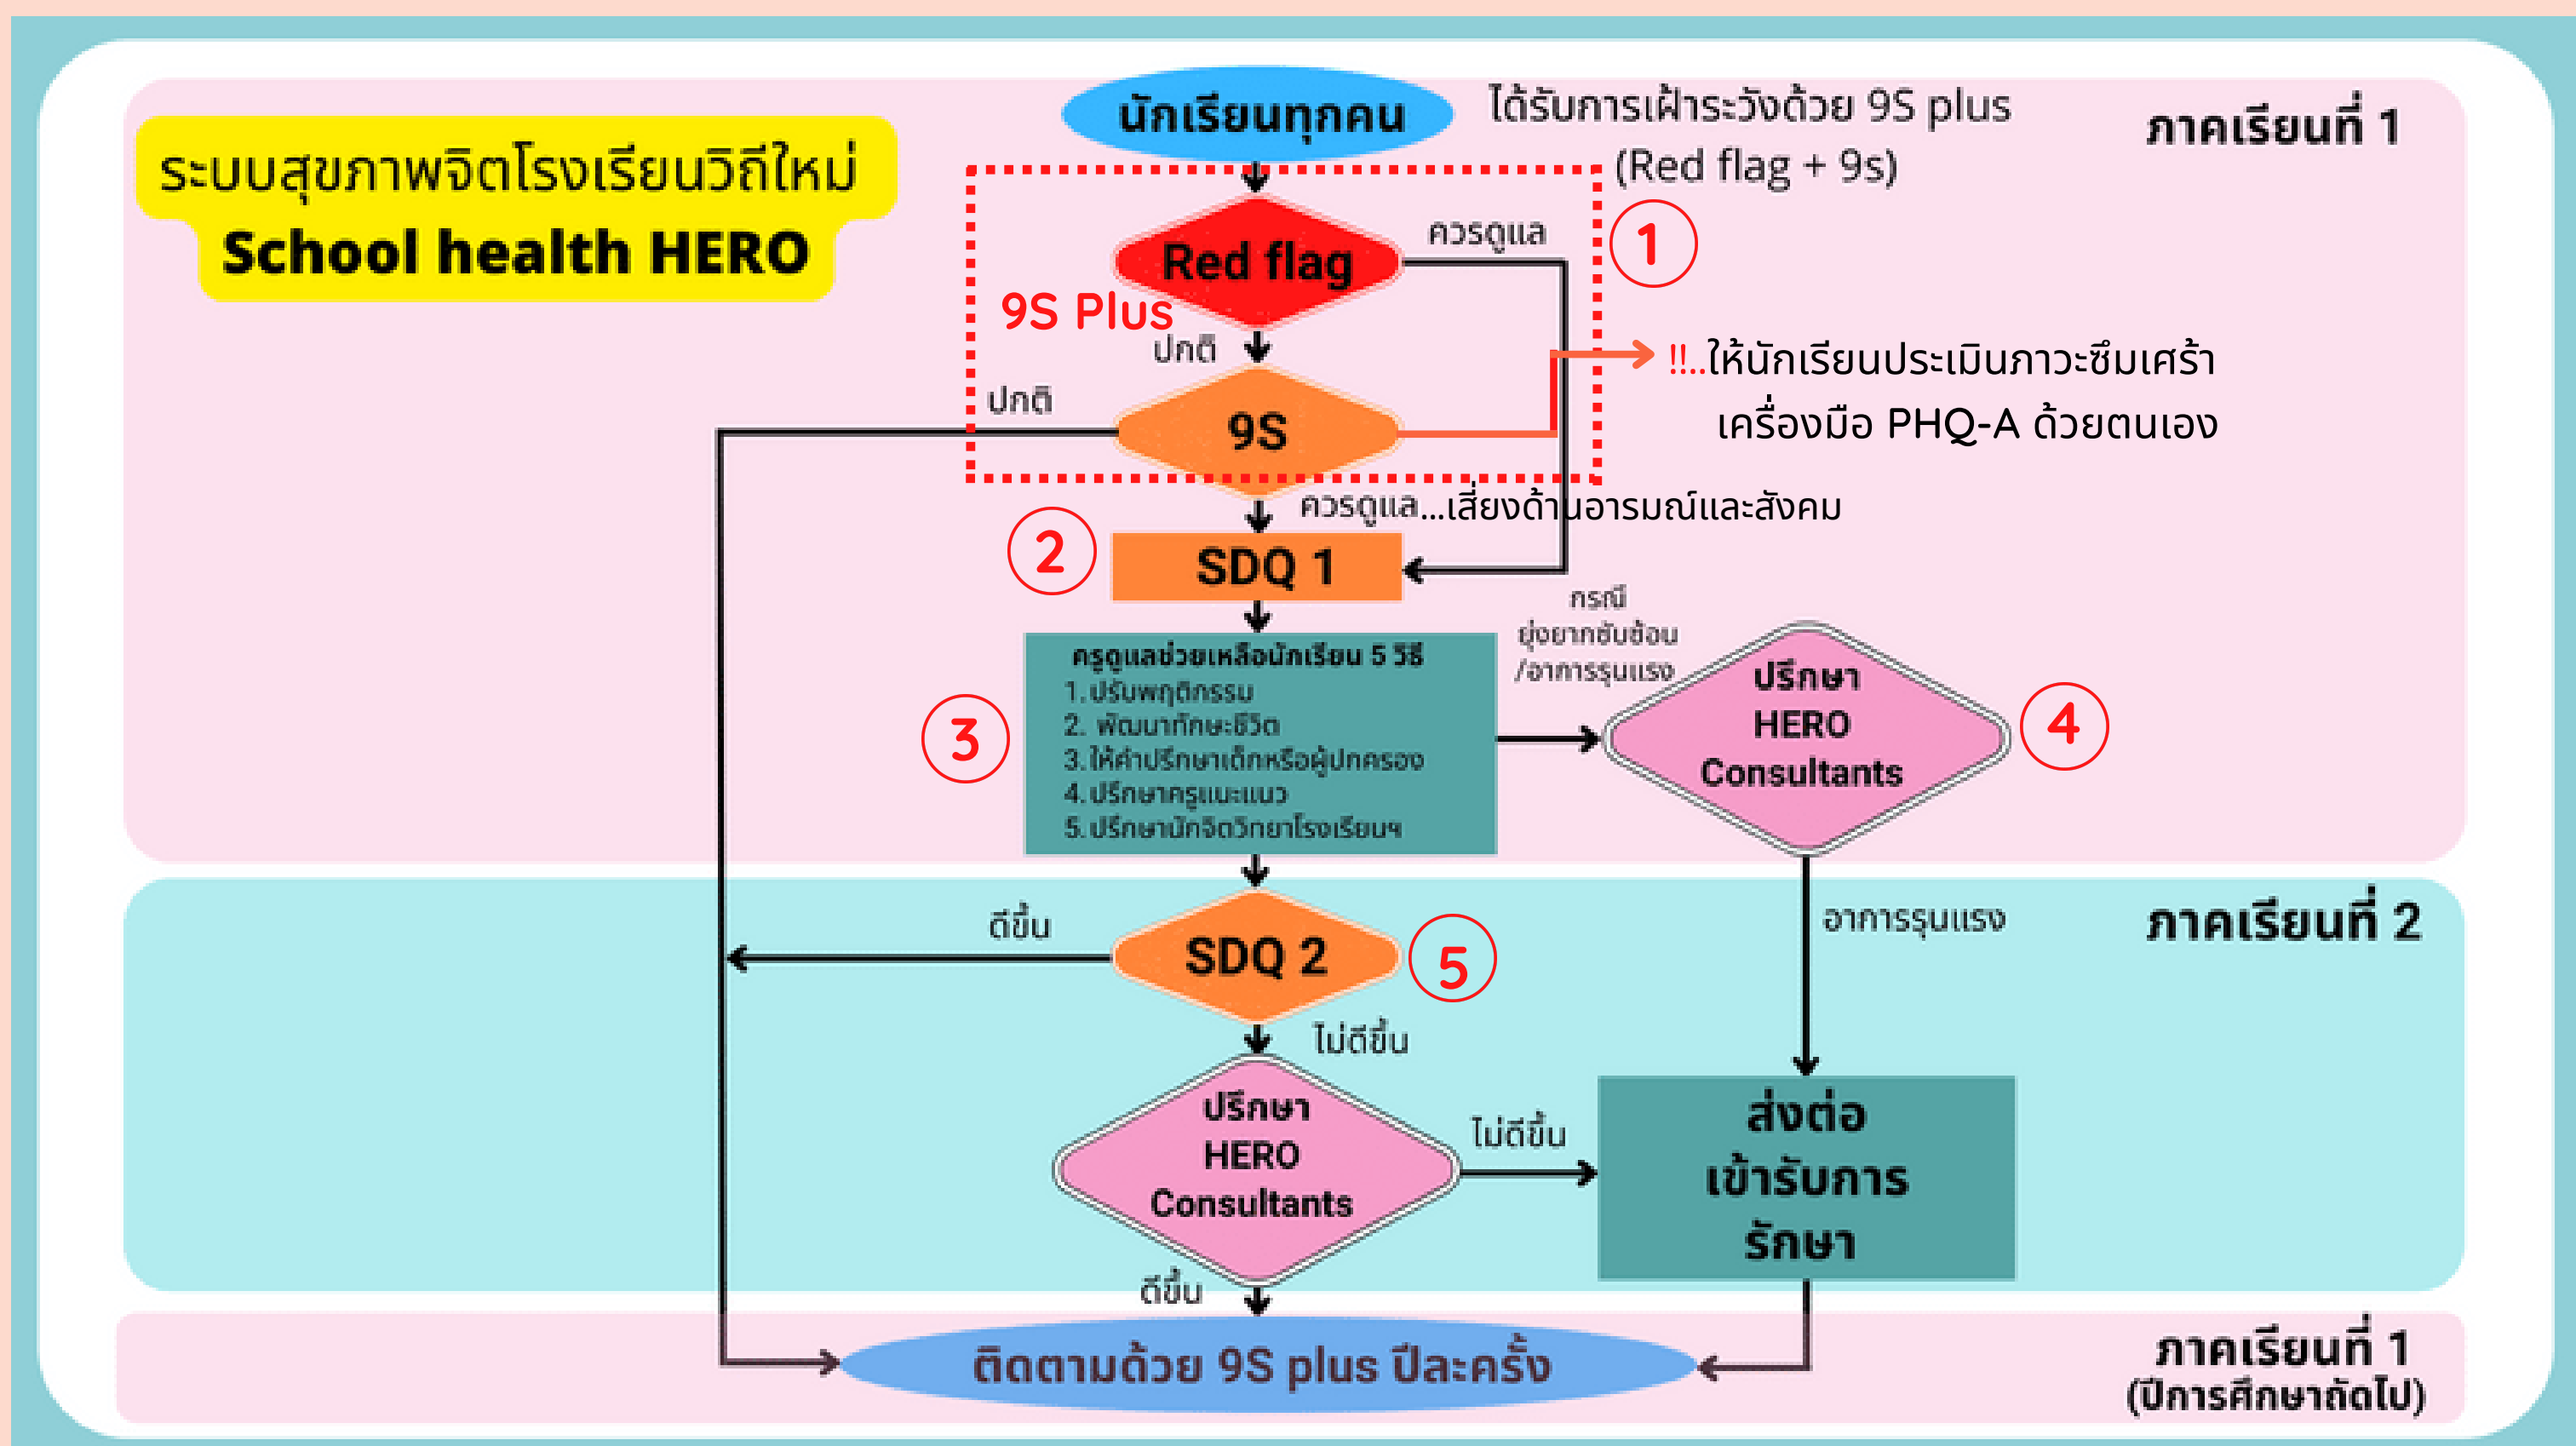 ระบบสุขภาพจิตโรงเรียนวิถีใหม่
School health HERO
นักเรียนทุกคน
ได้รับการเฝ้าระวังด้วย 9S plus
(Red flag + 9s)
ภาคเรียนที่ 1
Red flag
ควรดูแล
1
9S Plus
ปกติ
!!..ให้นักเรียนประเมินภาวะซึมเศร้า
เครื่องมือ PHQ-A ด้วยตนเอง
ปกติ
9S
ควรดูแล...เสี่ยงด้านอารมณ์และสังคม
2
SDQ 1
กรณี
ยุ่งยากซับซ้อน
/อาการรุนแรง
3
ครูดูแลช่วยเหลือนักเรียน 5 วิธี
1. ปรับพฤติกรรม
2. พัฒนาทักษะชีวิต
3. ให้คำปรึกษาเด็กหรือผู้ปกครอง
4. ปรึกษาครูแนะแนว
5. ปรึกษานักจิตวิทยาโรงเรียนฯ
ปรึกษา
HERO
Consultants
4
ภาคเรียนที่ 2
อาการรุนแรง
ดีขึ้น
SDQ 2
5
ไม่ดีขึ้น
ปรึกษา
HERO
Consultants
ไม่ดีขึ้น
ส่งต่อ
เข้ารับการ
รักษา
ดีขึ้น
ติดตามด้วย 9S plus ปีละครั้ง
ภาคเรียนที่ 1
(ปีการศึกษาถัดไป)